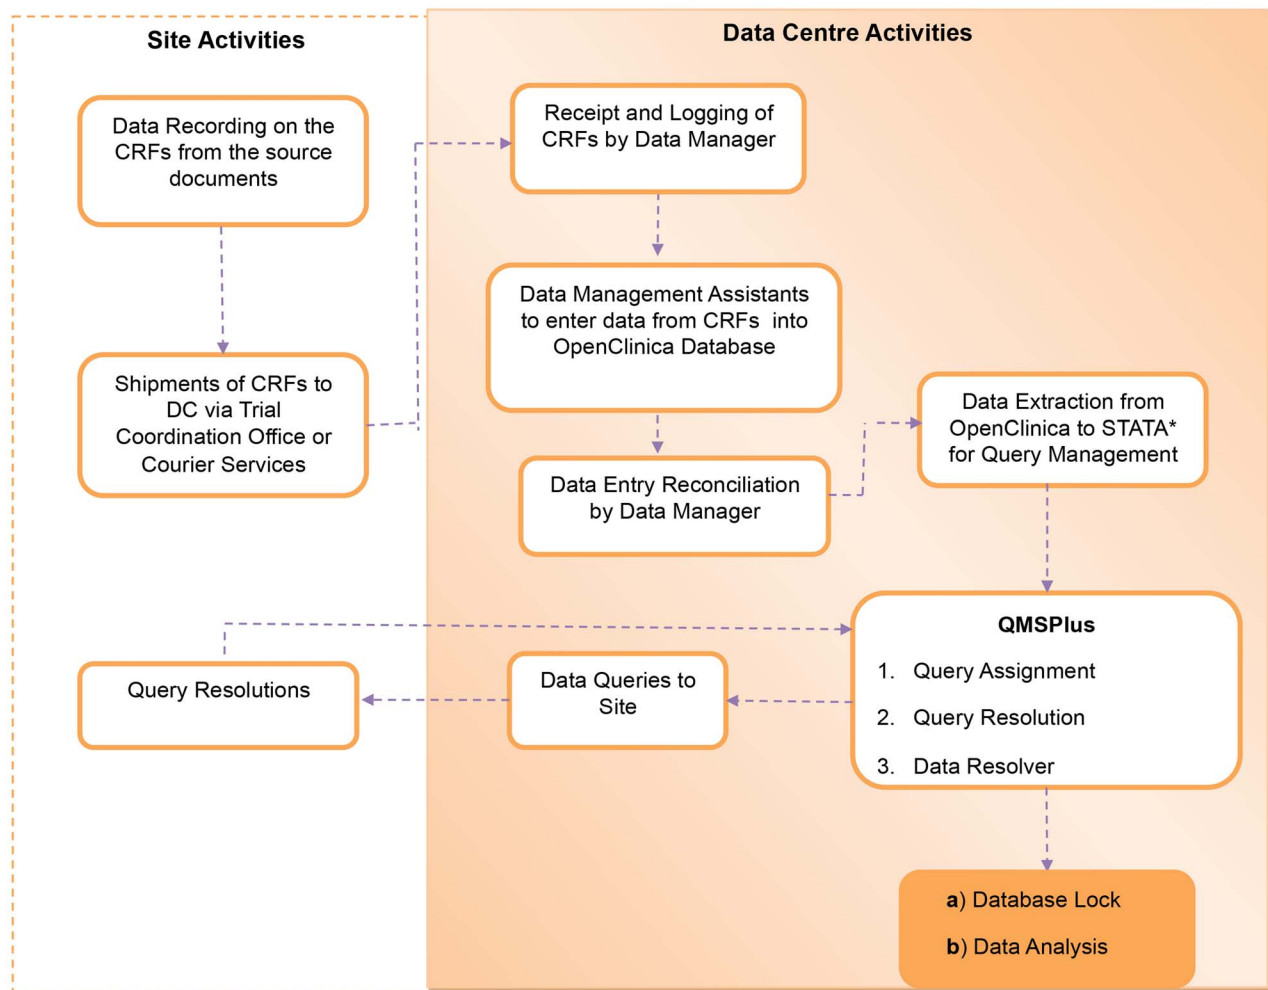 Site Activities
Data Centre Activities
Data Recording on the
CRFs from the source
documents
Receipt and Logging of
CRFs by Data Manager
Data Management Assistants
to enter data from CRFs into
OpenClinica Database
Shipments of CRFs to
DC via Trial
Coordination Office or
Courier Services
Data Entry Reconciliation
by Data Manager
Data Extraction from
OpenClinica to STATA*
for Query Management
QMSPlus
1. Query Assignment
2. Query Resolution
3. Data Resolver
Data Queries to
Site
Query Resolutions
a) Database Lock
b) Data Analysis